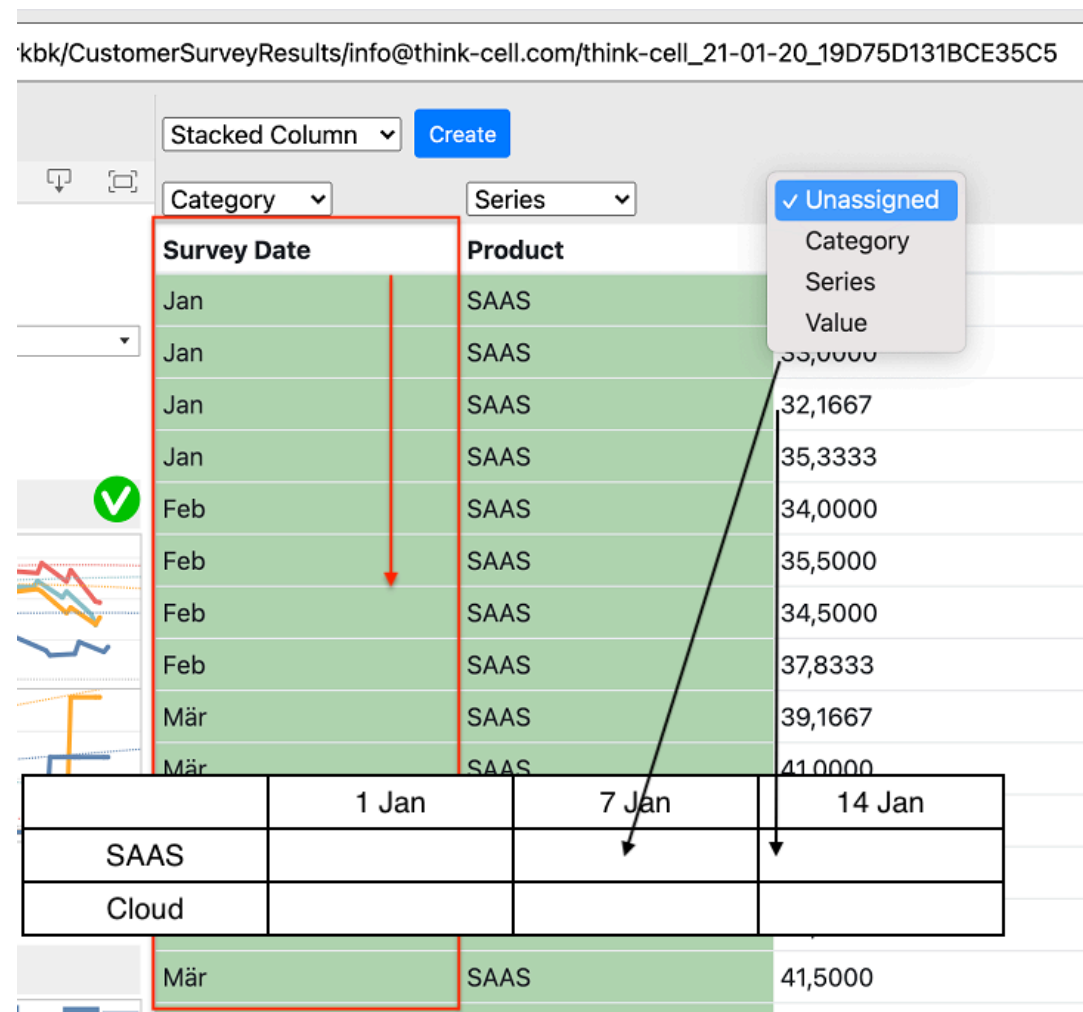 rkbk/CustomerSurveyResults/info@think-cell.com/think-cell_21-01-20_19D75D131BCE35C5
Stacked Column Create
Category Series ✓ Unassigned
Category
Series
Value
Survey Date Product
Jan SAAS
Jan SAAS 33,0000
Jan SAAS 32,1667
Jan SAAS 35,3333
Feb SAAS 34,0000
Feb SAAS 35,5000
Feb SAAS 34,5000
Feb SAAS 37,8333
Mär SAAS 39,1667
Mär SAAS 41,0000
1 Jan 7 Jan 14 Jan
SAAS
Cloud
Mär SAAS 41,5000